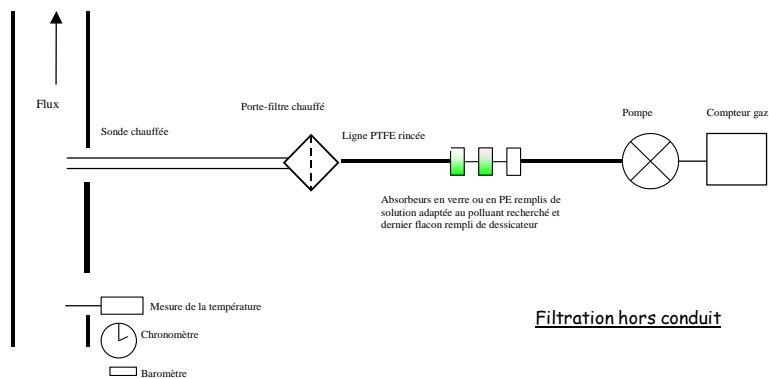 Flux
Sonde chauffée
Porte-filtre chauffé
Ligne PTFE rincée
Pompe
Compteur gaz
Absorbeurs en verre ou en PE remplis de
solution adaptée au polluant recherché et
dernier flacon rempli de dessicateur
Mesure de la température
Chronomètre
Baromètre
Filtration hors conduit